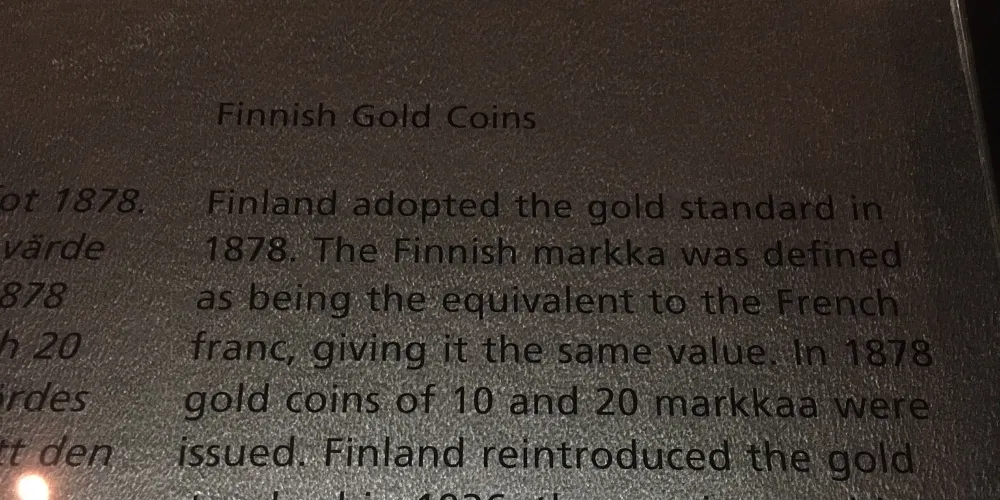 Finnish Gold Coins
ot 1878.
värde
878
h 20
rdes
tt den
Finland adopted the gold standard in
1878. The Finnish markka was defined
as being the equivalent to the French
franc, giving it the same value. In 1878
gold coins of 10 and 20 markkaa were
issued. Finland reintroduced the gold